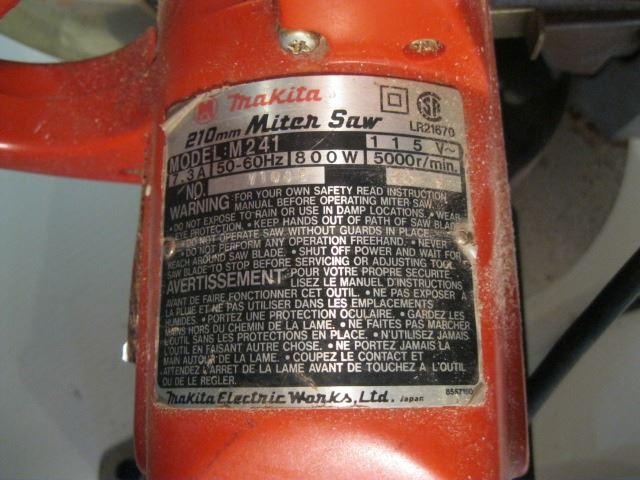 makita
LR21670
210mm Miter Saw
MODEL. M241 115V~
3A 50-60Hz 800W 5000r/min.
NO.
WARNING: FOR YOUR OWN SAFETY READ INSTRUCTION
MANUAL BEFORE OPERATING MITER SAW.
• DO NOT EXPOSE TO RAIN OR USE IN DAMP LOCATIONS. • WEAR
EYE PROTECTION. • KEEP HANDS OUT OF PATH OF SAW BLADE.
• DO NOT OPERATE SAW WITHOUT GUARDS IN PLACE.
• DO NOT PERFORM ANY OPERATION FREEHAND. • NEVER
REACH AROUND SAW BLADE. • SHUT OFF POWER AND WAIT FOR
SAW BLADE TO STOP BEFORE SERVICING OR ADJUSTING TOOL.
AVERTISSEMENT: POUR VOTRE PROPRE SECURITE
LISEZ LE MANUEL D'INSTRUCTIONS
AVANT DE FAIRE FONCTIONNER CET OUTIL. • NE PAS EXPOSER À
LA PLUIE ET NE PAS UTILISER DANS LES EMPLACEMENTS
HUMIDES. • PORTEZ UNE PROTECTION OCULAIRE. • GARDEZ LES
MAINS HORS DU CHEMIN DE LA LAME. • NE FAITES PAS MARCHER
L'OUTIL SANS LES PROTECTIONS EN PLACE. • N'UTILISEZ JAMAIS
L'OUTIL EN FAISANT AUTRE CHOSE. • NE PORTEZ JAMAIS LA
MAIN AUTOUR DE LA LAME. • COUPEZ LE CONTACT ET
ATTENDEZ L'ARRET DE LA LAME AVANT DE TOUCHEZ A L'OUTIL
OU DE LE REGLER.
Makita Electric Works, Ltd. Japan